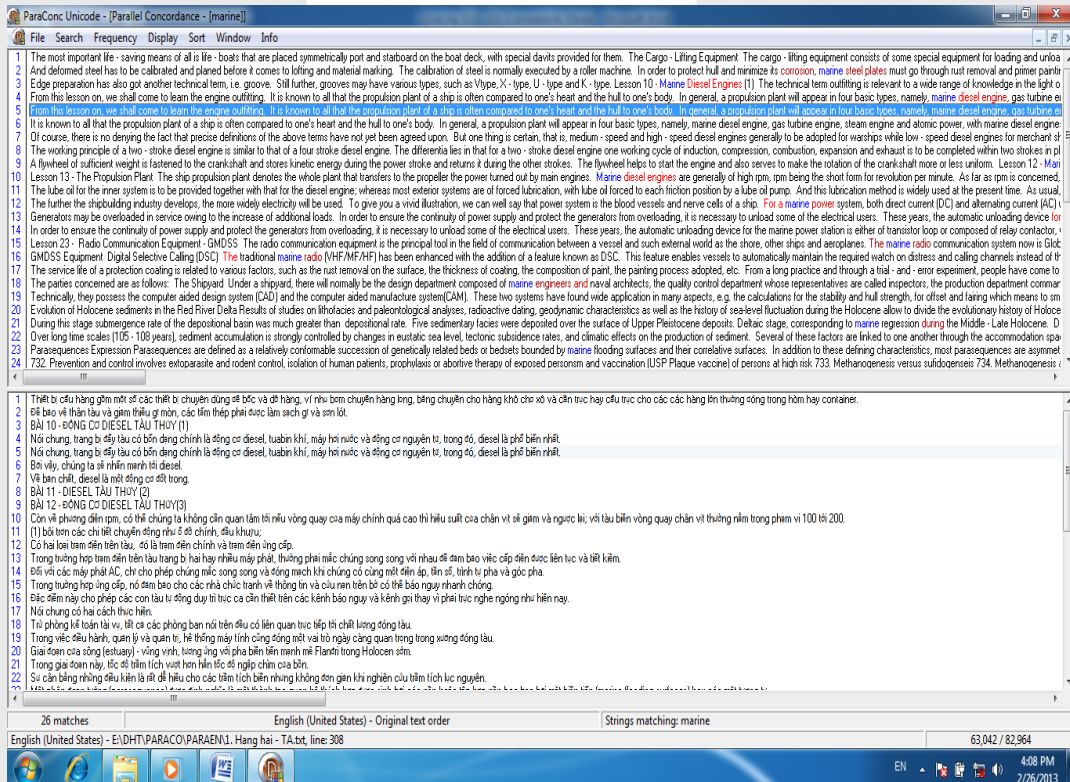 ParaConc Unicode - [Parallel Concordance - [marine]]
File Search Frequency Display Sort Window Info
1 The most important life - saving means of all is life - boats that are placed symmetrically port and starboard on the boat deck, with special davits provided for them. The Cargo - Lifting Equipment The cargo - lifting equipment consists of some special equipment for loading and unloa
2 And deformed steel has to be calibrated and planed before it comes to lofting and material marking. The calibration of steel is normally executed by a roller machine. In order to protect hull and minimize its corrosion, marine steel plates must go through rust removal and primer paintin
3 Edge preparation has also got another technical term, i.e. groove. Still further, grooves may have various types, such as Vtype, X - type, U - type and K - type. Lesson 10 - Marine Diesel Engines (1) The technical term outfitting is relevant to a wide range of knowledge in the light o
4 From this lesson on, we shall come to learn the engine outfitting. It is known to all that the propulsion plant of a ship is often compared to one's heart and the hull to one's body. In general, a propulsion plant will appear in four basic types, namely, marine diesel engine, gas turbine en
5 From this lesson on, we shall come to learn the engine outfitting. It is known to all that the propulsion plant of a ship is often compared to one's heart and the hull to one's body. In general, a propulsion plant will appear in four basic types, namely, marine diesel engine, gas turbine en
6 It is known to all that the propulsion plant of a ship is often compared to one's heart and the hull to one's body. In general, a propulsion plant will appear in four basic types, namely, marine diesel engine, gas turbine engine, steam engine and atomic power, with marine diesel engine
7 Of course, there is no denying the fact that precise definitions of the above terms have not yet been agreed upon. But one thing is certain, that is, medium - speed and high - speed diesel engines generally to be adopted for warships while low - speed diesel engines for merchant sh
8 The working principle of a two - stroke diesel engine is similar to that of a four stroke diesel engine. The differentia lies in that for a two - stroke diesel engine one working cycle of induction, compression, combustion, expansion and exhaust is to be completed within two strokes in pl
9 A flywheel of sufficient weight is fastened to the crankshaft and stores kinetic energy during the power stroke and returns it during the other strokes. The flywheel helps to start the engine and also serves to make the rotation of the crankshaft more or less uniform. Lesson 12 - Mari
10 Lesson 13 - The Propulsion Plant The ship propulsion plant denotes the whole plant that transfers to the propeller the power turned out by main engines. Marine diesel engines are generally of high rpm, rpm being the short form for revolution per minute. As far as rpm is concerned,
11 The lube oil for the inner system is to be provided together with that for the diesel engine; whereas most exterior systems are of forced lubrication, with lube oil forced to each friction position by a lube oil pump. And this lubrication method is widely used at the present time. As usual,
12 The further the shipbuilding industry develops, the more widely electricity will be used. To give you a vivid illustration, we can well say that power system is the blood vessels and nerve cells of a ship. For a marine power system, both direct current (DC) and alternating current (AC)
13 Generators may be overloaded in service owing to the increase of additional loads. In order to ensure the continuity of power supply and protect the generators from overloading, it is necessary to unload some of the electrical users. These years, the automatic unloading device for
14 In order to ensure the continuity of power supply and protect the generators from overloading, it is necessary to unload some of the electrical users. These years, the automatic unloading device for the marine power station is either of transistor loop or composed of relay contactor,
15 Lesson 23 - Radio Communication Equipment - GMDSS The radio communication equipment is the principal tool in the field of communication between a vessel and such external world as the shore, other ships and aeroplanes. The marine radio communication system now is Glob
16 GMDSS Equipment Digital Selective Calling (DSC) The traditional marine radio (VHF/MF/HF) has been enhanced with the addition of a feature known as DSC. This feature enables vessels to automatically maintain the required watch on distress and calling channels instead of th
17 The service life of a protection coating is related to various factors, such as the rust removal on the surface, the thickness of coating, the composition of paint, the painting process adopted, etc. From a long practice and through a trial - and - error experiment, people have come to
18 The parties concerned are as follows: The Shipyard Under a shipyard, there will normally be the design department composed of marine engineers and naval architects, the quality control department whose representatives are called inspectors, the production department comman
19 Technically, they possess the computer aided design system (CAD) and the computer aided manufacture system(CAM). These two systems have found wide application in many aspects, e.g. the calculations for the stability and hull strength, for offset and fairing which means to sm
20 Evolution of Holocene sediments in the Red River Delta Results of studies on lithofacies and paleontological analyses, radioactive dating, geodynamic characteristics as well as the history of sea-level fluctuation during the Holocene allow to divide the evolutionary history of Holoce
21 During this stage submergence rate of the depositional basin was much greater than depositional rate. Five sedimentary facies were deposited over the surface of Upper Pleistocene deposits. Deltaic stage, corresponding to marine regression during the Middle - Late Holocene. D
22 Over long time scales (105 - 108 years), sediment accumulation is strongly controlled by changes in eustatic sea level, tectonic subsidence rates, and climatic effects on the production of sediment. Several of these factors are linked to one another through the accommodation spa
23 Parasequences Expression Parasequences are defined as a relatively conformable succession of genetically related beds or bedsets bounded by marine flooding surfaces and their correlative surfaces. In addition to these defining characteristics, most parasequences are asymmet
24 732. Prevention and control involves extoparasite and rodent control, isolation of human patients, prophylaxis or abortive therapy of exposed personsm and vaccination (USP Plaque vaccine) of persons at high risk 733. Methanogenesis versus sulfidogenseis 734. Methanogenesis
1 Thiết bị cẩu hàng gồm một số các thiết bị chuyên dùng để bốc và dỡ hàng, ví như bơm chuyển hàng lỏng, băng chuyền cho hàng khô chở xô và cần trục hay cẩu trục cho các các hàng lớn thường đóng trong hòm hay container.
2 Để bảo vệ thân tàu và giảm thiểu gỉ mòn, các tấm thép phải được làm sạch gỉ và sơn lót.
3 BÀI 10 - ĐỘNG CƠ DIESEL TÀU THỦY (1)
4 Nói chung, trang bị đẩy tàu có bốn dạng chính là động cơ diesel, tuabin khí, máy hơi nước và động cơ nguyên tử, trong đó, diesel là phổ biến nhất.
5 Nói chung, trang bị đẩy tàu có bốn dạng chính là động cơ diesel, tuabin khí, máy hơi nước và động cơ nguyên tử, trong đó, diesel là phổ biến nhất.
6 Bởi vậy, chúng ta sẽ nhấn mạnh tới diesel.
7 Về bản chất, diesel là một động cơ đốt trong.
8 BÀI 11 - DIESEL TÀU THỦY (2)
9 BÀI 12 - ĐỘNG CƠ DIESEL TÀU THỦY(3)
10 Còn về phương diện rpm, có thể chúng ta không cần quan tâm tới nếu vòng quay của máy chính quá cao thì hiệu suất của chân vịt sẽ giảm và ngược lại; với tàu biển vòng quay chân vịt thường nằm trong phạm vi 100 tới 200.
11 (1) bôi trơn các chi tiết chuyển động như ổ đỡ chính, đầu khuỷu;
12 Có hai loại trạm điện trên tàu, đó là trạm điện chính và trạm điện ứng cấp.
13 Trong trường hợp trạm điện trên tàu trang bị hai hay nhiều máy phát, thường phải mắc chúng song song với nhau để đảm bảo việc cấp điện được liên tục và tiết kiệm.
14 Đối với các máy phát AC, chỉ cho phép chúng mắc song song và đóng mạch khi chúng có cùng một điện áp, tần số, trình tự pha và góc pha.
15 Trong trường hợp ứng cấp, nó đảm bảo cho các nhà chức tranh về thông tin và cứu nạn trên bờ có thể báo nguy nhanh chóng.
16 Đặc điểm này cho phép các con tàu tự động duy trì trực ca cần thiết trên các kênh báo nguy và kênh gọi thay vì phải trực nghe ngóng như hiện nay.
17 Nói chung có hai cách thực hiện.
18 Trừ phòng kế toán tài vụ, tất cả các phòng ban nói trên đều có liên quan trực tiếp tới chất lượng đóng tàu.
19 Trong việc điều hành, quản lý và quản trị, hệ thống máy tính cũng đóng một vai trò ngày càng quan trọng trong xưởng đóng tàu.
20 Giai đoạn cửa sông (estuary) - vũng vịnh, tương ứng với pha biển tiến mạnh mẽ Flandri trong Holocen sớm.
21 Trong giai đoạn này, tốc độ trầm tích vượt hơn hẳn tốc độ ngập chìm của bồn.
22 Sự cân bằng những điều kiện là rất dễ hiểu cho các trầm tích biển nhưng không đơn giản khi nghiên cứu trầm tích lục nguyên.
26 matches English (United States) - Original text order Strings matching: marine
English (United States) - E:\DHT\PARACO\PARAEN\1. Hang hai - TA.txt, line: 308 63,042 / 82,964
EN 4:08 PM
2/26/2013